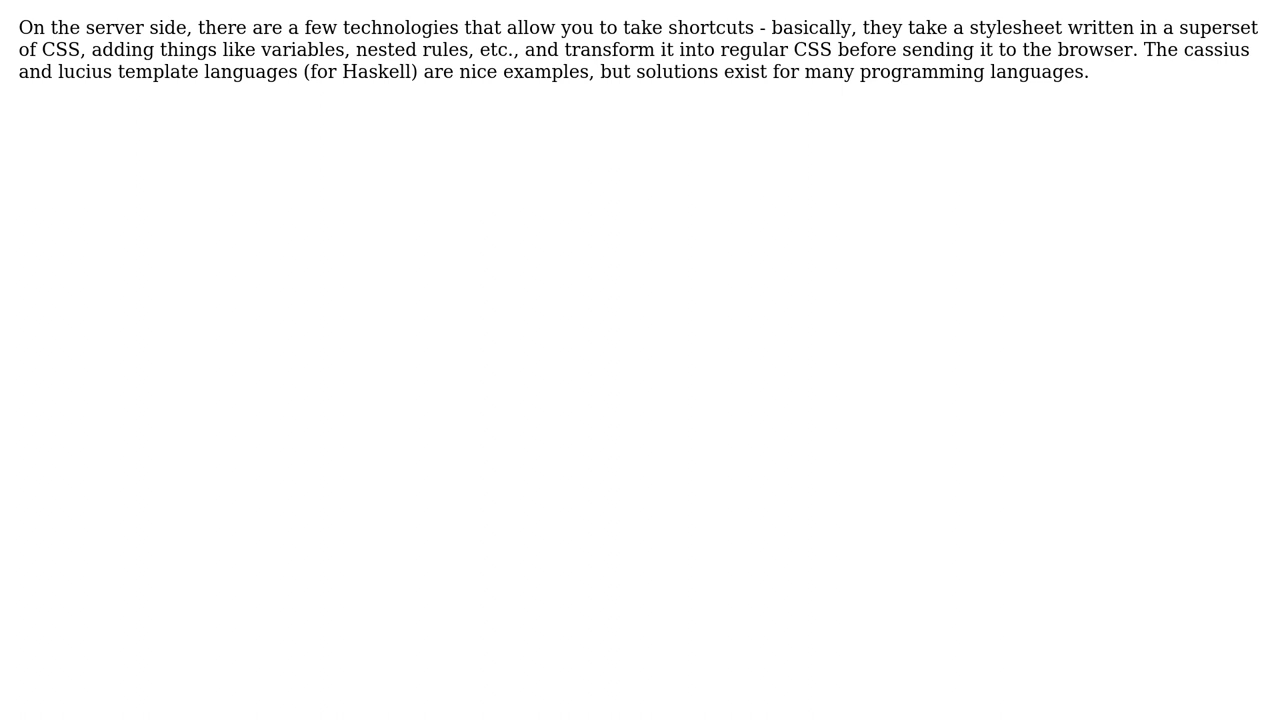 On the server side, there are a few technologies that allow you to take shortcuts - basically, they take a stylesheet written in a superset
of CSS, adding things like variables, nested rules, etc., and transform it into regular CSS before sending it to the browser. The cassius
and lucius template languages (for Haskell) are nice examples, but solutions exist for many programming languages.